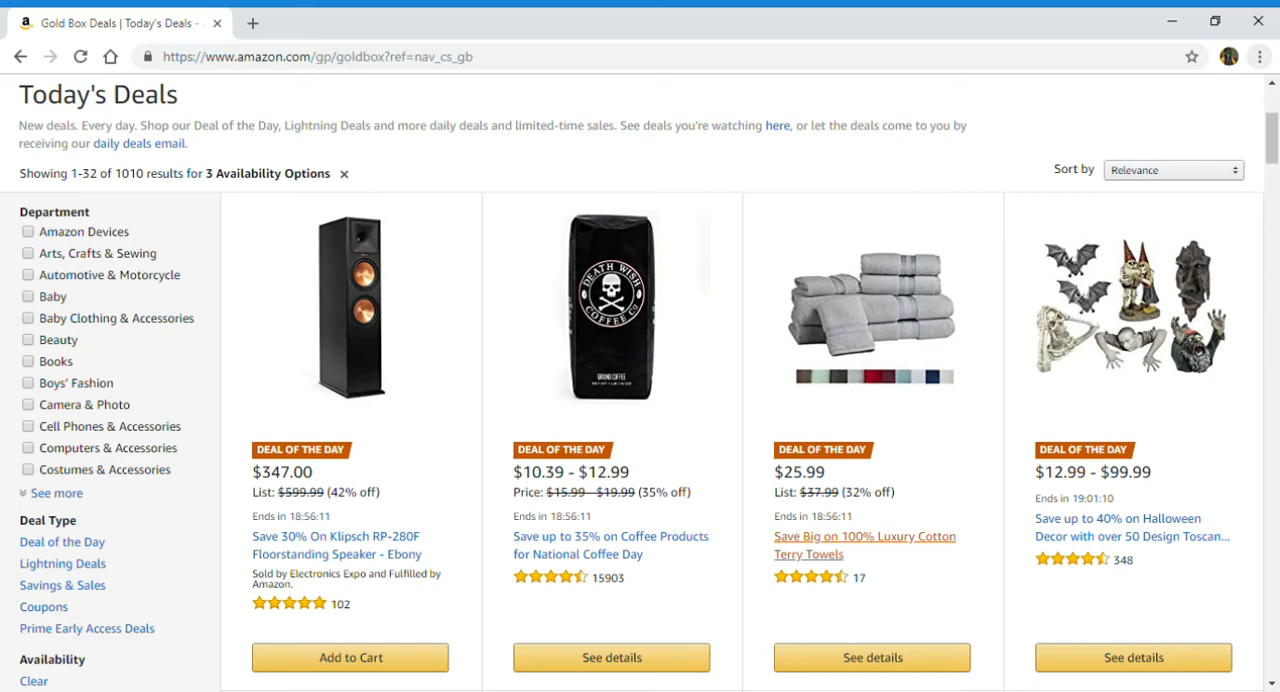 Gold Box Deals | Today's Deals -
https://www.amazon.com/gp/goldbox?ref=nav_cs_gb
Today's Deals
New deals. Every day. Shop our Deal of the Day, Lightning Deals and more daily deals and limited-time sales. See deals you're watching here, or let the deals come to you by
receiving our daily deals email.
Showing 1-32 of 1010 results for 3 Availability Options
Sort by Relevance
Department
Amazon Devices
Arts, Crafts & Sewing
Automotive & Motorcycle
Baby
Baby Clothing & Accessories
Beauty
Books
Boys' Fashion
Camera & Photo
Cell Phones & Accessories
Computers & Accessories
Costumes & Accessories
See more
Deal Type
Deal of the Day
Lightning Deals
Savings & Sales
Coupons
Prime Early Access Deals
Availability
Clear
DEAL OF THE DAY
$347.00
List: $599.99 (42% off)
Ends in 18:56:11
Save 30% On Klipsch RP-280F
Floorstanding Speaker - Ebony
Sold by Electronics Expo and Fulfilled by
Amazon.
102
Add to Cart
DEATH WISH
COFFEE CO
GROUND COFFEE
DEAL OF THE DAY
$10.39 - $12.99
Price: $15.99 - $19.99 (35% off)
Ends in 18:56:11
Save up to 35% on Coffee Products
for National Coffee Day
15903
See details
DEAL OF THE DAY
$25.99
List: $37.99 (32% off)
Ends in 18:56:11
Save Big on 100% Luxury Cotton
Terry Towels
17
See details
DEAL OF THE DAY
$12.99 - $99.99
Ends in 19:01:10
Save up to 40% on Halloween
Decor with over 50 Design Toscan...
348
See details